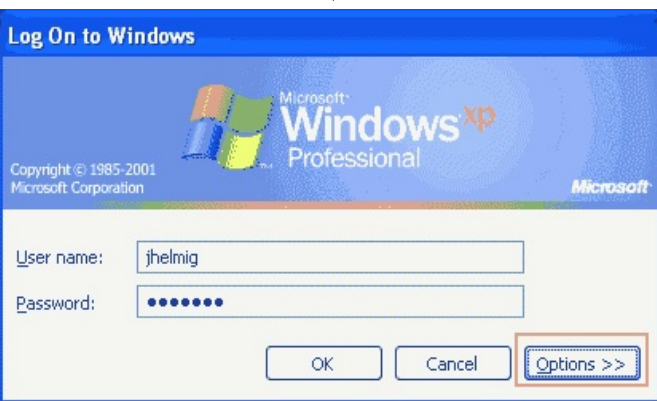 Log On to Windows
Microsoft
Windows xp
Professional
Copyright © 1985-2001
Microsoft Corporation
Microsoft
User name: jhelmig
Password: •••••••
OK Cancel Options >>